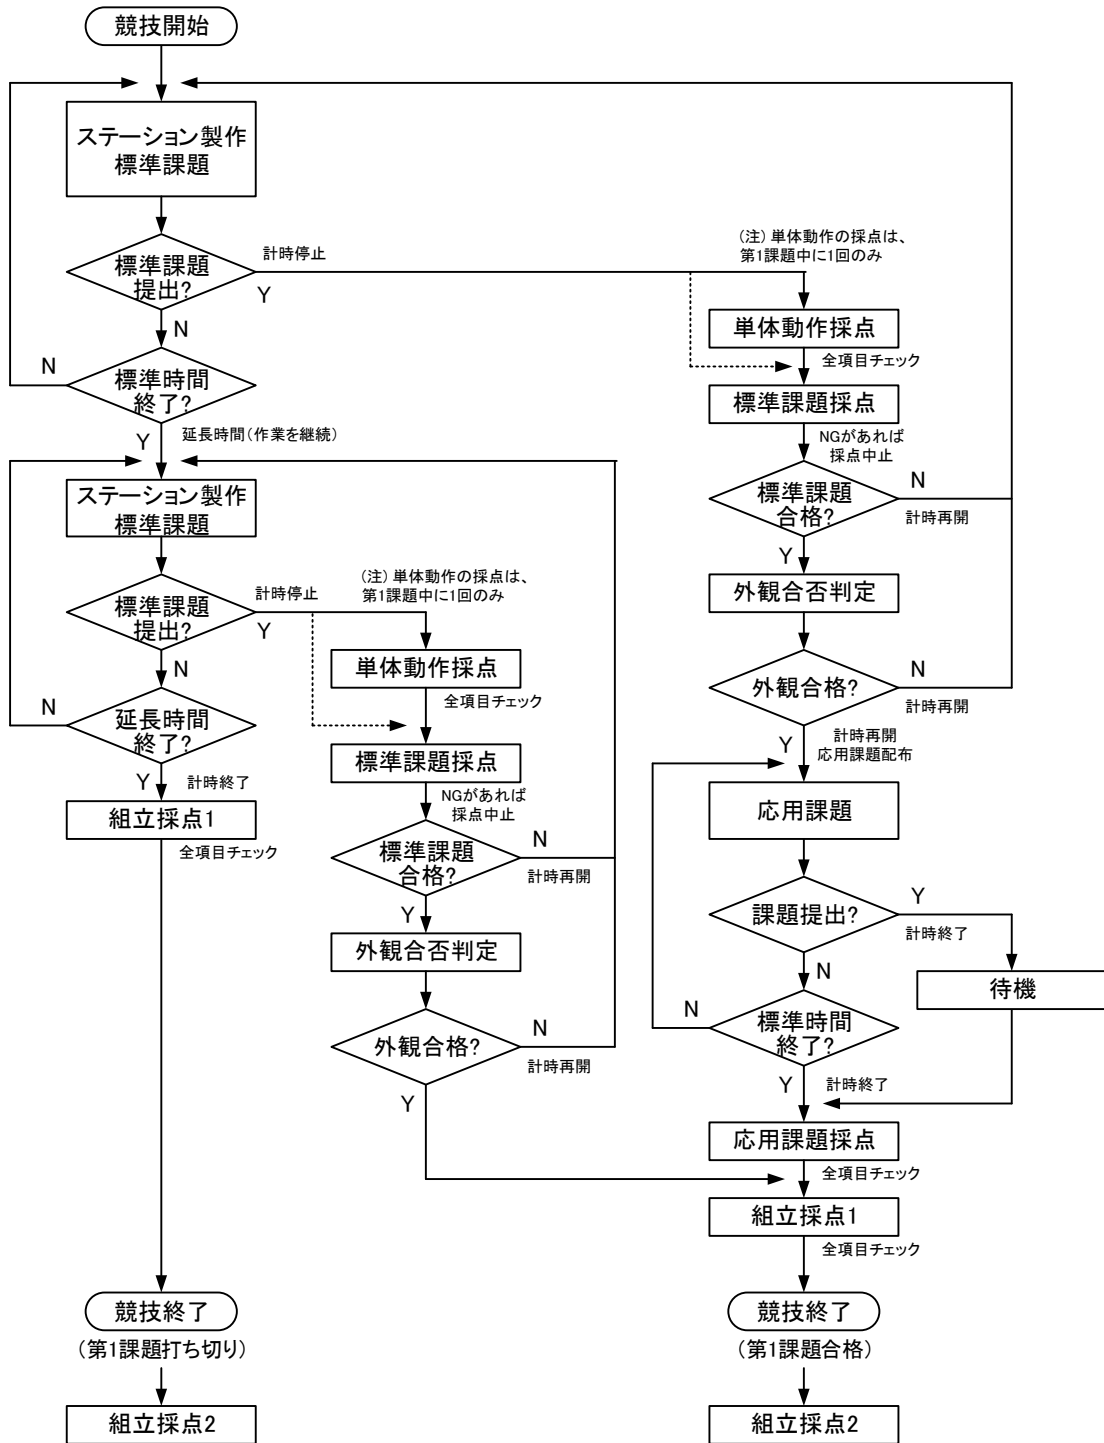 競技開始
ステーション製作
標準課題
標準課題
提出?
計時停止
Y
N
標準時間
終了?
N
Y
延長時間(作業を継続)
ステーション製作
標準課題
標準課題
提出?
計時停止
Y
N
延長時間
終了?
N
Y
計時終了
組立採点1
全項目チェック
競技終了
(第1課題打ち切り)
組立採点2
(注) 単体動作の採点は、
第1課題中に1回のみ
単体動作採点
全項目チェック
標準課題採点
NGがあれば
採点中止
標準課題
合格?
N
計時再開
Y
外観合否判定
外観合格?
N
計時再開
Y
(注) 単体動作の採点は、
第1課題中に1回のみ
単体動作採点
全項目チェック
標準課題採点
NGがあれば
採点中止
標準課題
合格?
N
計時再開
Y
外観合否判定
外観合格?
N
計時再開
Y
計時再開
応用課題配布
応用課題
課題提出?
Y
計時終了
待機
N
標準時間
終了?
N
Y
計時終了
応用課題採点
全項目チェック
組立採点1
全項目チェック
競技終了
(第1課題合格)
組立採点2